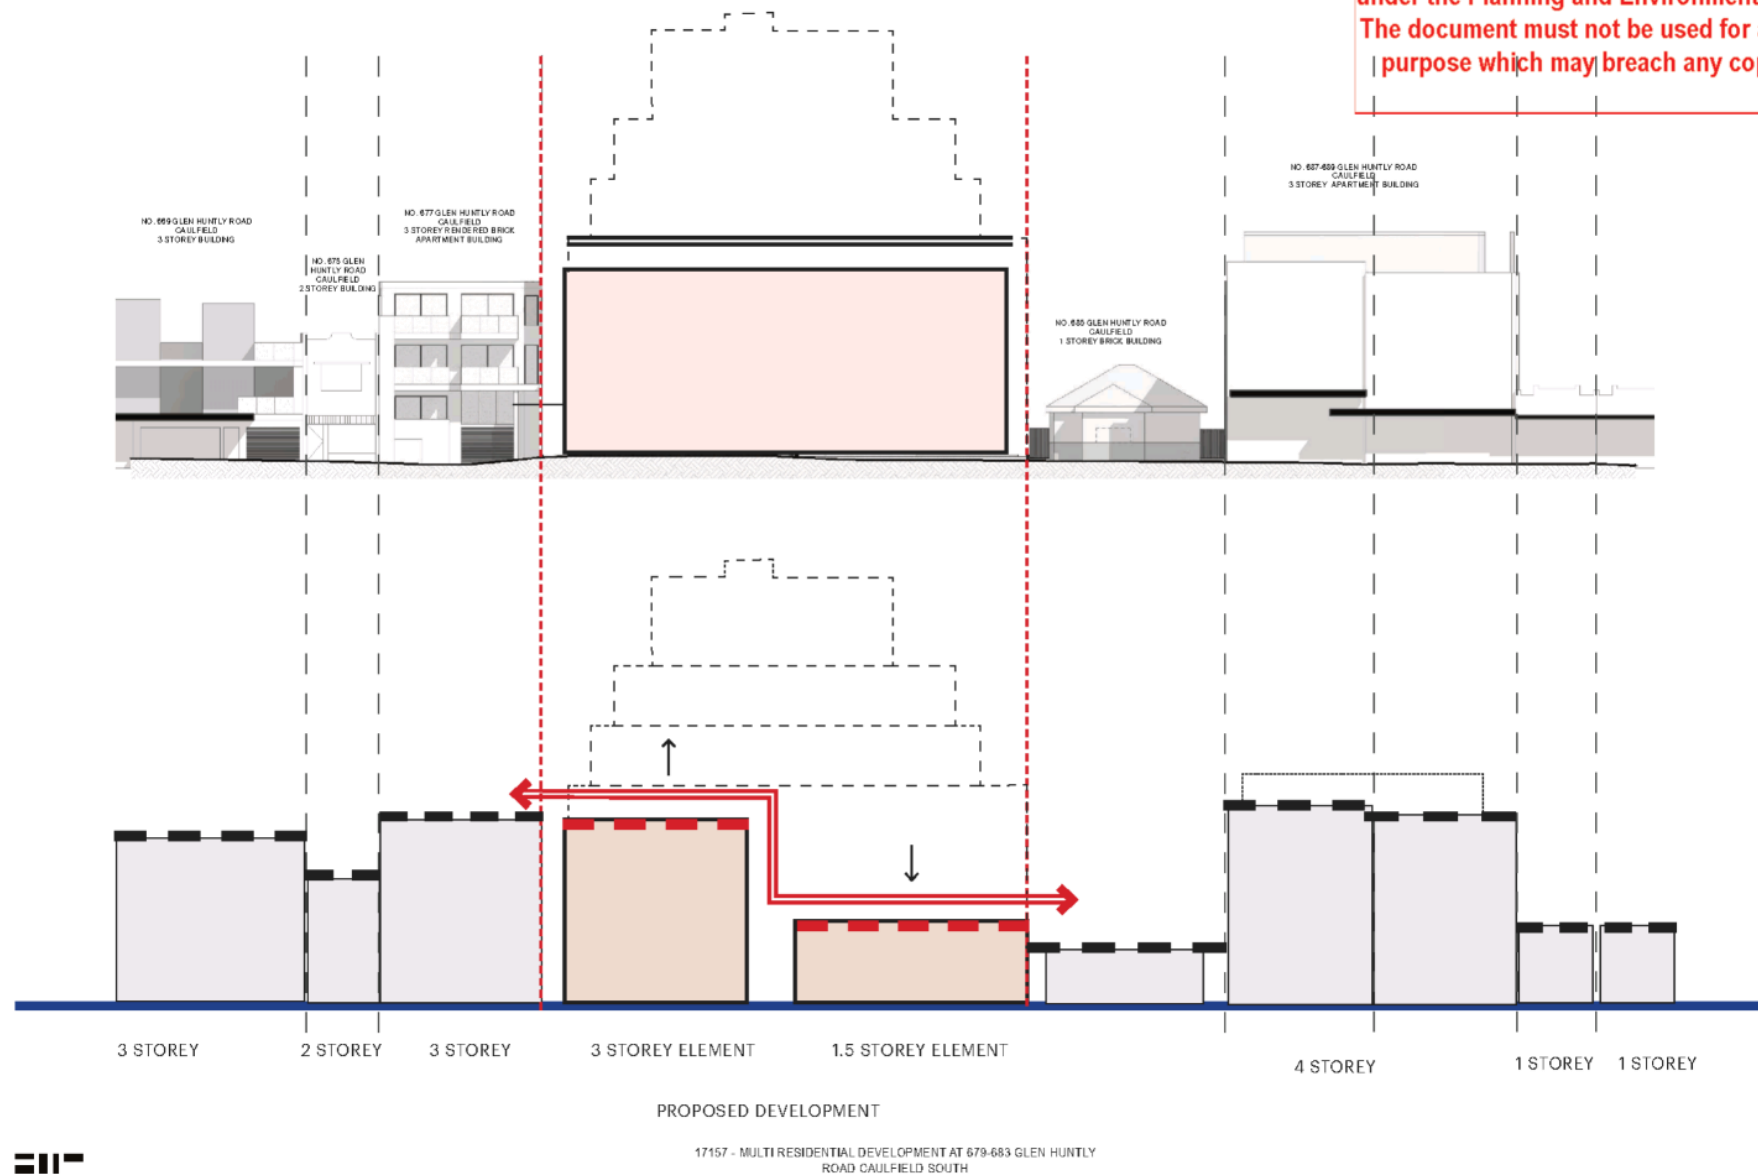 under the Planning and Environment
The document must not be used for
purpose which may breach any
NO. 669 GLEN HUNTLY ROAD
CAULFIELD
3 STOREY BUILDING
NO. 675 GLEN
HUNTLY ROAD
CAULFIELD
2 STOREY BUILDING
NO. 677 GLEN HUNTLY ROAD
CAULFIELD
3 STOREY RENDERED BRICK
APARTMENT BUILDING
NO. 685 GLEN HUNTLY ROAD
CAULFIELD
1 STOREY BRICK BUILDING
NO. 687-689 GLEN HUNTLY ROAD
CAULFIELD
3 STOREY APARTMENT BUILDING
3 STOREY
2 STOREY
3 STOREY
3 STOREY ELEMENT
1.5 STOREY ELEMENT
4 STOREY
1 STOREY
1 STOREY
PROPOSED DEVELOPMENT
17157 - MULTI RESIDENTIAL DEVELOPMENT AT 679-683 GLEN HUNTLY
ROAD CAULFIELD SOUTH